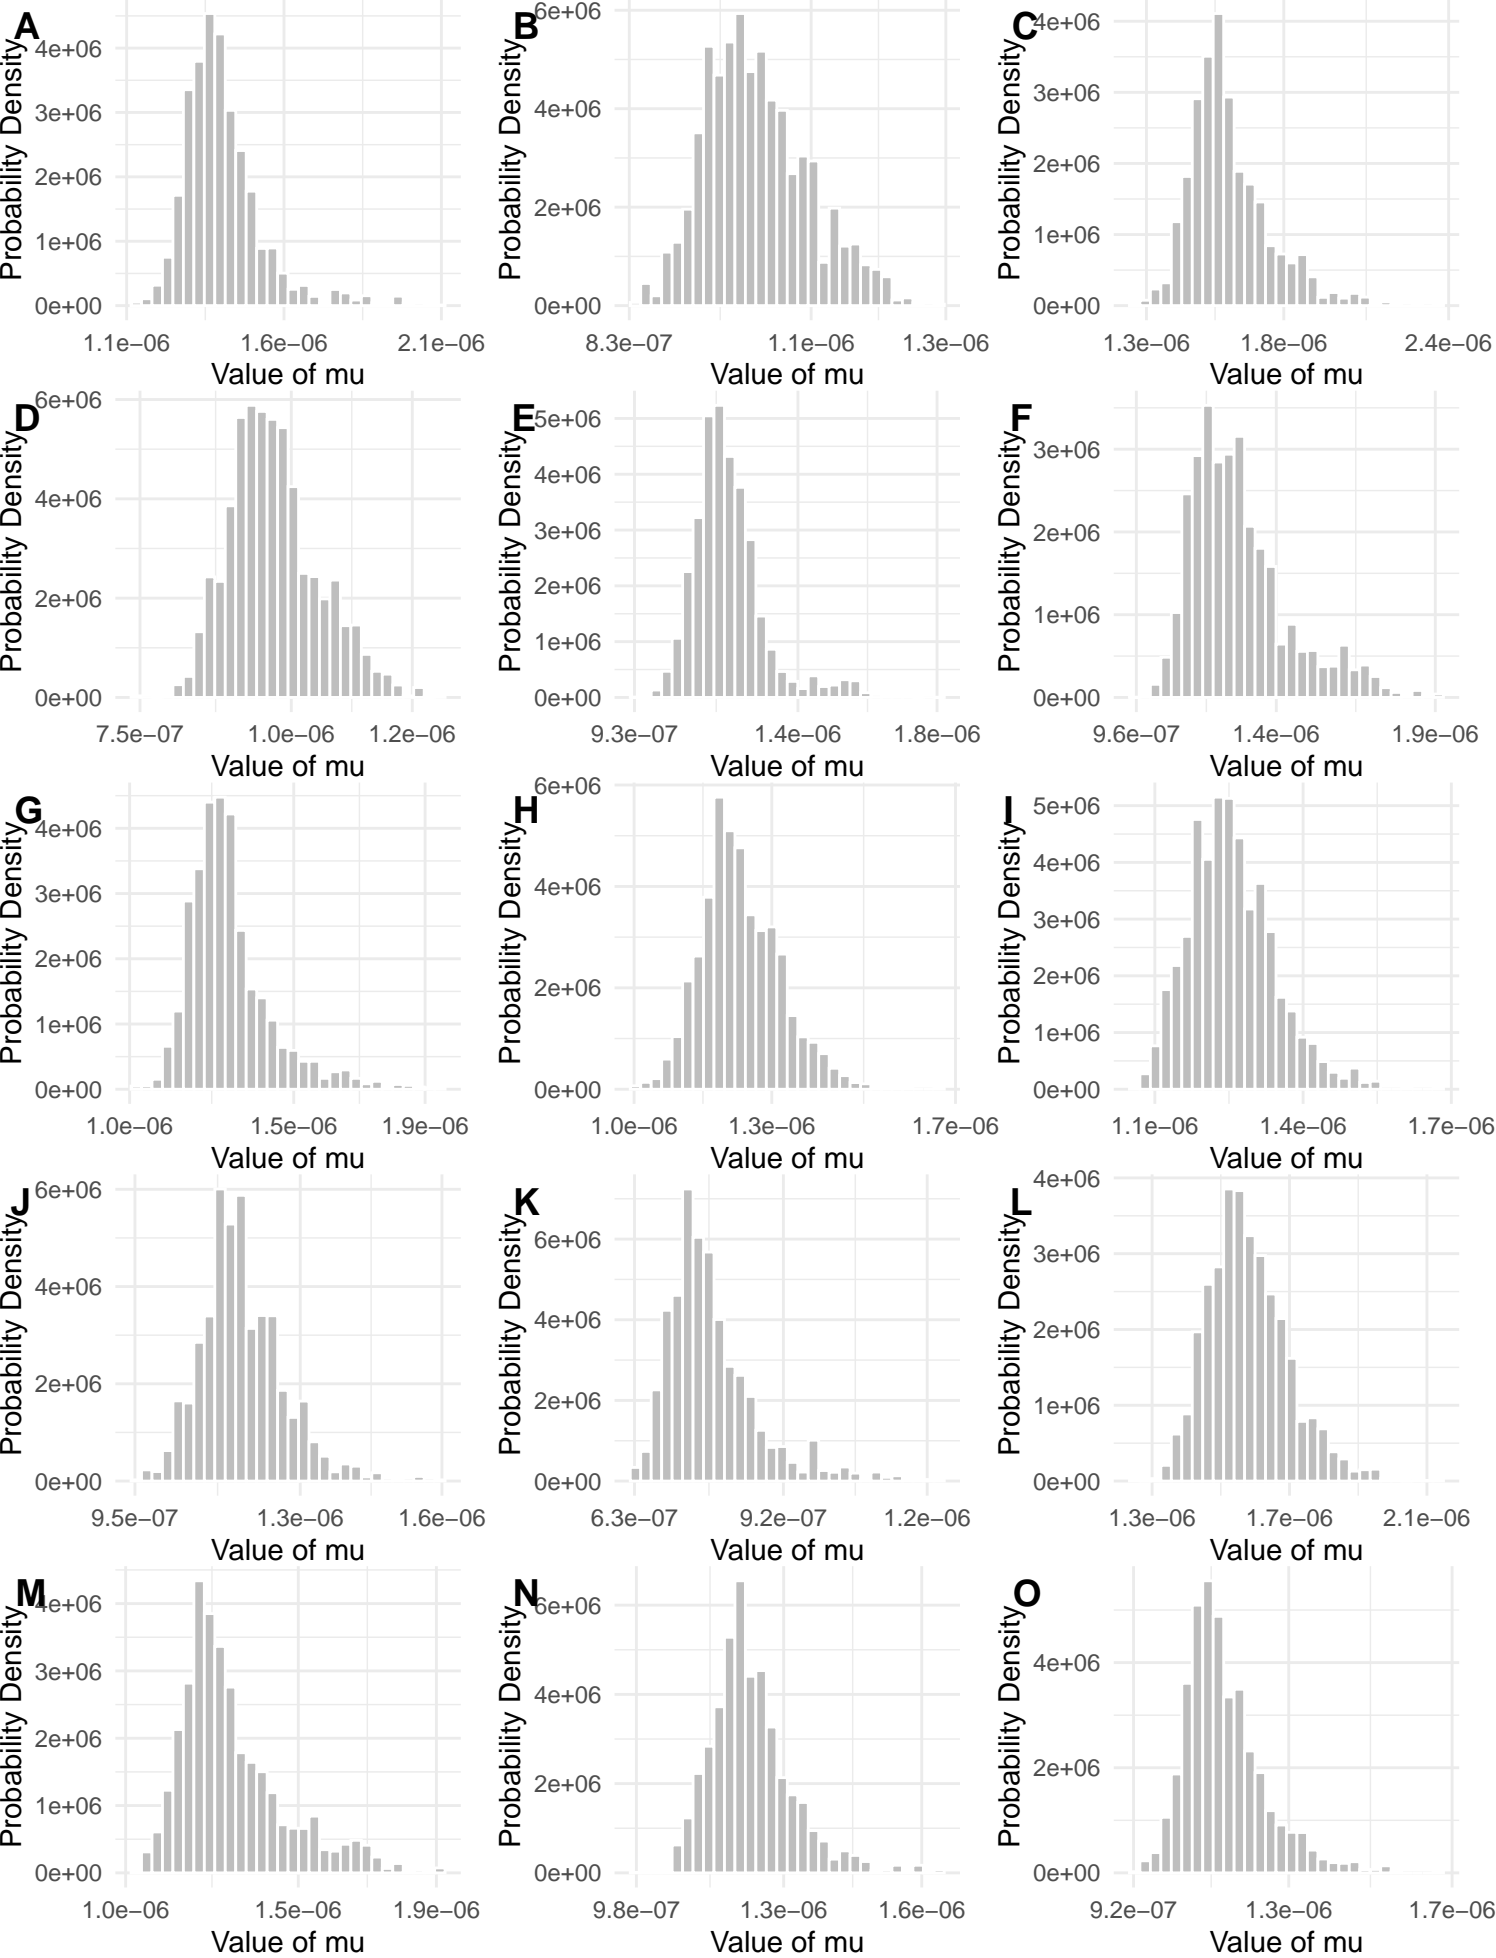 A
Probability Density
4e+06
3e+06
2e+06
1e+06
0e+00
1.1e−06 1.6e−06 2.1e−06
Value of mu
B
Probability Density
6e+06
4e+06
2e+06
0e+00
8.3e−07 1.1e−06 1.3e−06
Value of mu
C
Probability Density
4e+06
3e+06
2e+06
1e+06
0e+00
1.3e−06 1.8e−06 2.4e−06
Value of mu
D
Probability Density
6e+06
4e+06
2e+06
0e+00
7.5e−07 1.0e−06 1.2e−06
Value of mu
E
Probability Density
5e+06
4e+06
3e+06
2e+06
1e+06
0e+00
9.3e−07 1.4e−06 1.8e−06
Value of mu
F
Probability Density
3e+06
2e+06
1e+06
0e+00
9.6e−07 1.4e−06 1.9e−06
Value of mu
G
Probability Density
4e+06
3e+06
2e+06
1e+06
0e+00
1.0e−06 1.5e−06 1.9e−06
Value of mu
H
Probability Density
6e+06
4e+06
2e+06
0e+00
1.0e−06 1.3e−06 1.7e−06
Value of mu
I
Probability Density
5e+06
4e+06
3e+06
2e+06
1e+06
0e+00
1.1e−06 1.4e−06 1.7e−06
Value of mu
J
Probability Density
6e+06
4e+06
2e+06
0e+00
9.5e−07 1.3e−06 1.6e−06
Value of mu
K
Probability Density
6e+06
4e+06
2e+06
0e+00
6.3e−07 9.2e−07 1.2e−06
Value of mu
L
Probability Density
4e+06
3e+06
2e+06
1e+06
0e+00
1.3e−06 1.7e−06 2.1e−06
Value of mu
M
Probability Density
4e+06
3e+06
2e+06
1e+06
0e+00
1.0e−06 1.5e−06 1.9e−06
Value of mu
N
Probability Density
6e+06
4e+06
2e+06
0e+00
9.8e−07 1.3e−06 1.6e−06
Value of mu
O
Probability Density
4e+06
2e+06
0e+00
9.2e−07 1.3e−06 1.7e−06
Value of mu